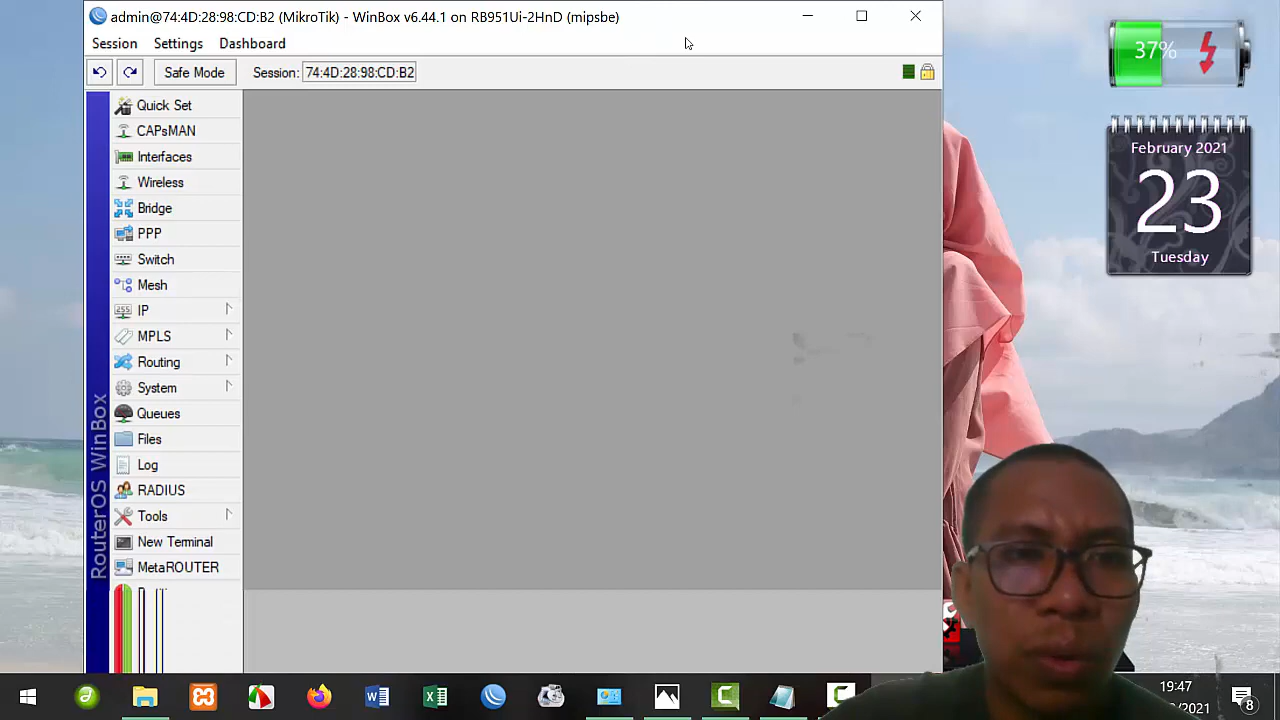 admin@74:4D:28:98:CD:B2 (MikroTik) - WinBox v6.44.1 on RB951Ui-2HnD (mipsbe)
Session Settings Dashboard
Safe Mode Session: 74:4D:28:98:CD:B2
37%
February 2021
23
Tuesday
Quick Set
CAPsMAN
Interfaces
Wireless
Bridge
PPP
Switch
Mesh
255 IP
MPLS
Routing
System
Queues
Files
Log
RADIUS
Tools
New Terminal
MetaROUTER
RouterOS WinBox
19:47
/2021
8